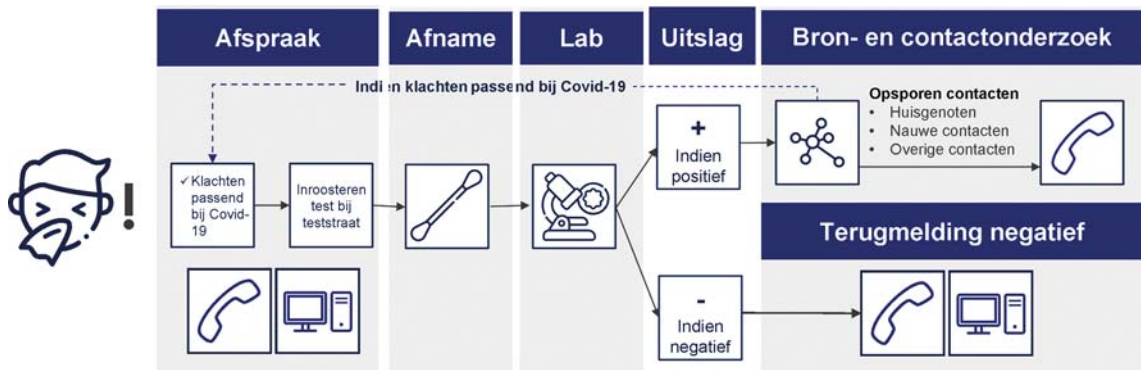 Afspraak
Afname
Lab
Uitslag
Bron- en contactonderzoek
Indien klachten passend bij Covid-19
Opsporen contacten
• Huisgenoten
• Nauwe contacten
• Overige contacten
+
Indien
positief
✓ Klachten
passend
bij Covid-
19
Inroosteren
test bij
teststraat
!
Terugmelding negatief
-
Indien
negatief